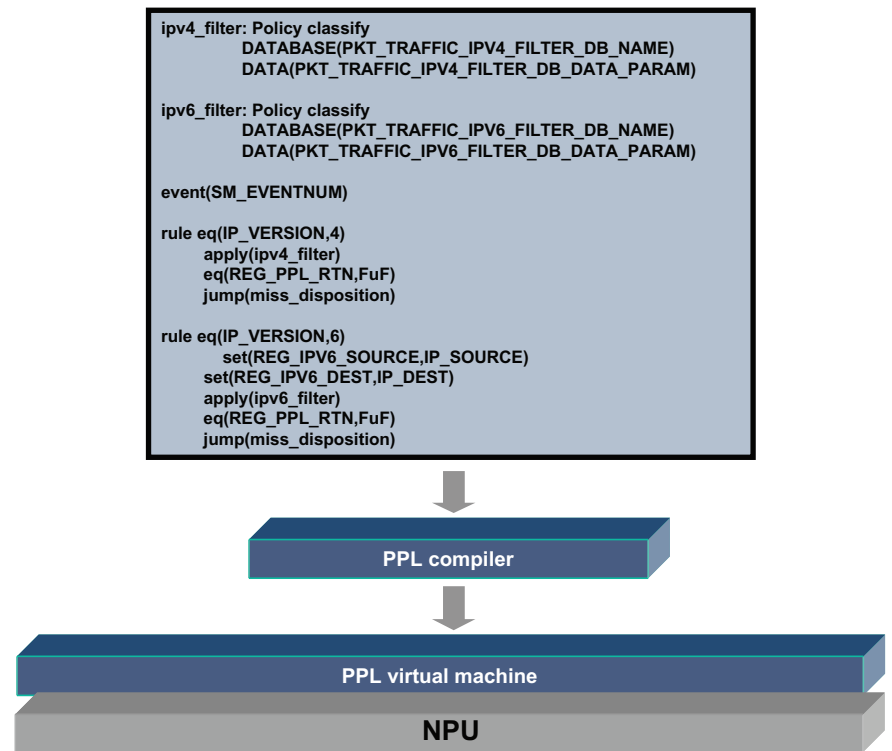 ipv4_filter: Policy classify
DATABASE(PKT_TRAFFIC_IPV4_FILTER_DB_NAME)
DATA(PKT_TRAFFIC_IPV4_FILTER_DB_DATA_PARAM)
ipv6_filter: Policy classify
DATABASE(PKT_TRAFFIC_IPV6_FILTER_DB_NAME)
DATA(PKT_TRAFFIC_IPV6_FILTER_DB_DATA_PARAM)
event(SM_EVENTNUM)
rule eq(IP_VERSION,4)
apply(ipv4_filter)
eq(REG_PPL_RTN,FuF)
jump(miss_disposition)
rule eq(IP_VERSION,6)
set(REG_IPV6_SOURCE,IP_SOURCE)
set(REG_IPV6_DEST,IP_DEST)
apply(ipv6_filter)
eq(REG_PPL_RTN,FuF)
jump(miss_disposition)
PPL compiler
PPL virtual machine
NPU